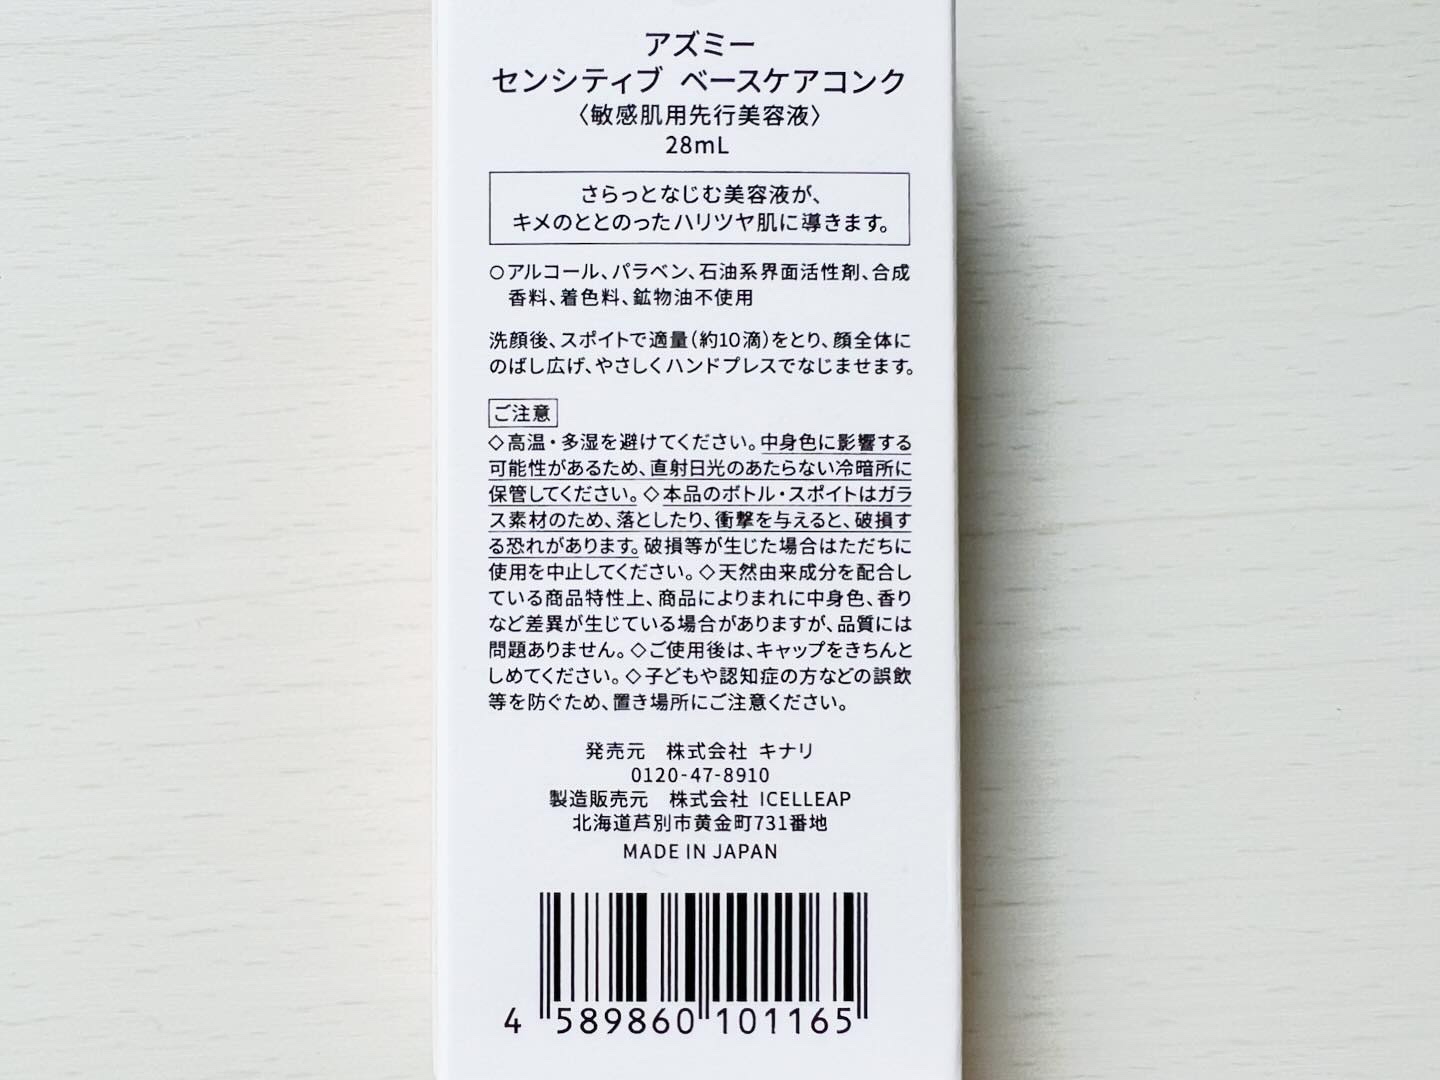 アズミー
センシティブ ベースケアコンク
〈敏感肌用先行美容液〉
28mL
さらっとなじむ美容液が、
キメのととのったハリツヤ肌に導きます。
○アルコール、パラベン、石油系界面活性剤、合成
香料、着色料、鉱物油不使用
洗顔後、スポイトで適量(約10滴)をとり、顔全体に
のばし広げ、やさしくハンドプレスでなじませます。
ご注意
◇高温・多湿を避けてください。中身色に影響する
可能性があるため、直射日光のあたらない冷暗所に
保管してください。◇本品のボトル・スポイトはガラ
ス素材のため、落としたり、衝撃を与えると、破損す
る恐れがあります。破損等が生じた場合はただちに
使用を中止してください。◇天然由来成分を配合し
ている商品特性上、商品によりまれに中身色、香り
など差異が生じている場合がありますが、品質には
問題ありません。◇ご使用後は、キャップをきちんと
しめてください。◇子どもや認知症の方などの誤飲
等を防ぐため、置き場所にご注意ください。
発売元　株式会社 キナリ
0120-47-8910
製造販売元　株式会社 ICELLEAP
北海道芦別市黄金町731番地
MADE IN JAPAN
4 589860 101165